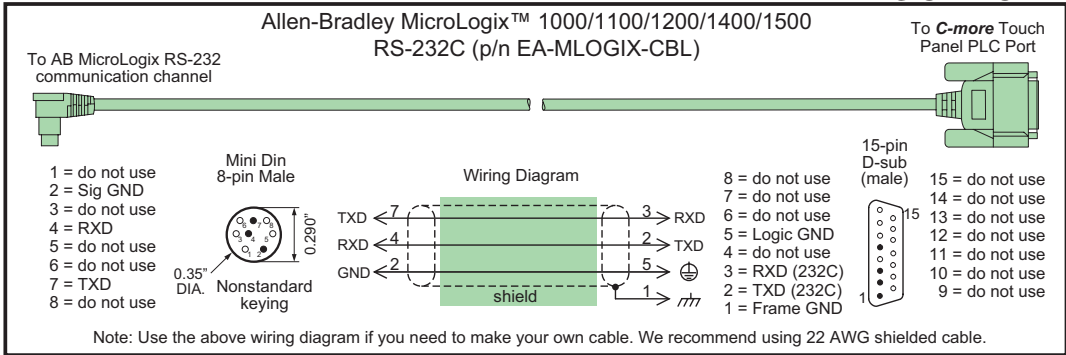 Allen-Bradley MicroLogix™ 1000/1100/1200/1400/1500
RS-232C (p/n EA-MLOGIX-CBL)
To AB MicroLogix RS-232
communication channel
To C-more Touch
Panel PLC Port
1 = do not use
2 = Sig GND
3 = do not use
4 = RXD
5 = do not use
6 = do not use
7 = TXD
8 = do not use
Mini Din
8-pin Male
6 7 8
3 4 5
1 2
0.290"
0.35"
DIA.
Nonstandard
keying
Wiring Diagram
TXD 7 3 RXD
RXD 4 2 TXD
GND 2 5
1
shield
8 = do not use
7 = do not use
6 = do not use
5 = Logic GND
4 = do not use
3 = RXD (232C)
2 = TXD (232C)
1 = Frame GND
15-pin
D-sub
(male)
15
1
15 = do not use
14 = do not use
13 = do not use
12 = do not use
11 = do not use
10 = do not use
9 = do not use
Note: Use the above wiring diagram if you need to make your own cable. We recommend using 22 AWG shielded cable.